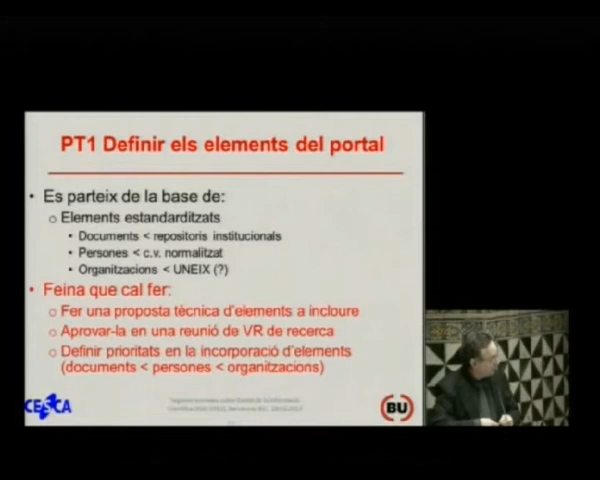 PT1 Definir els elements del portal
• Es parteix de la base de:
o Elements estandarditzats
• Documents < repositoris institucionals
• Persones < c.v. normalitzat
• Organitzacions < UNEIX (?)
• Feina que cal fer:
o Fer una proposta tècnica d'elements a incloure
o Aprovar-la en una reunió de VR de recerca
o Definir prioritats en la incorporació d'elements
(documents < persones < organitzacions)
CESCA
BU